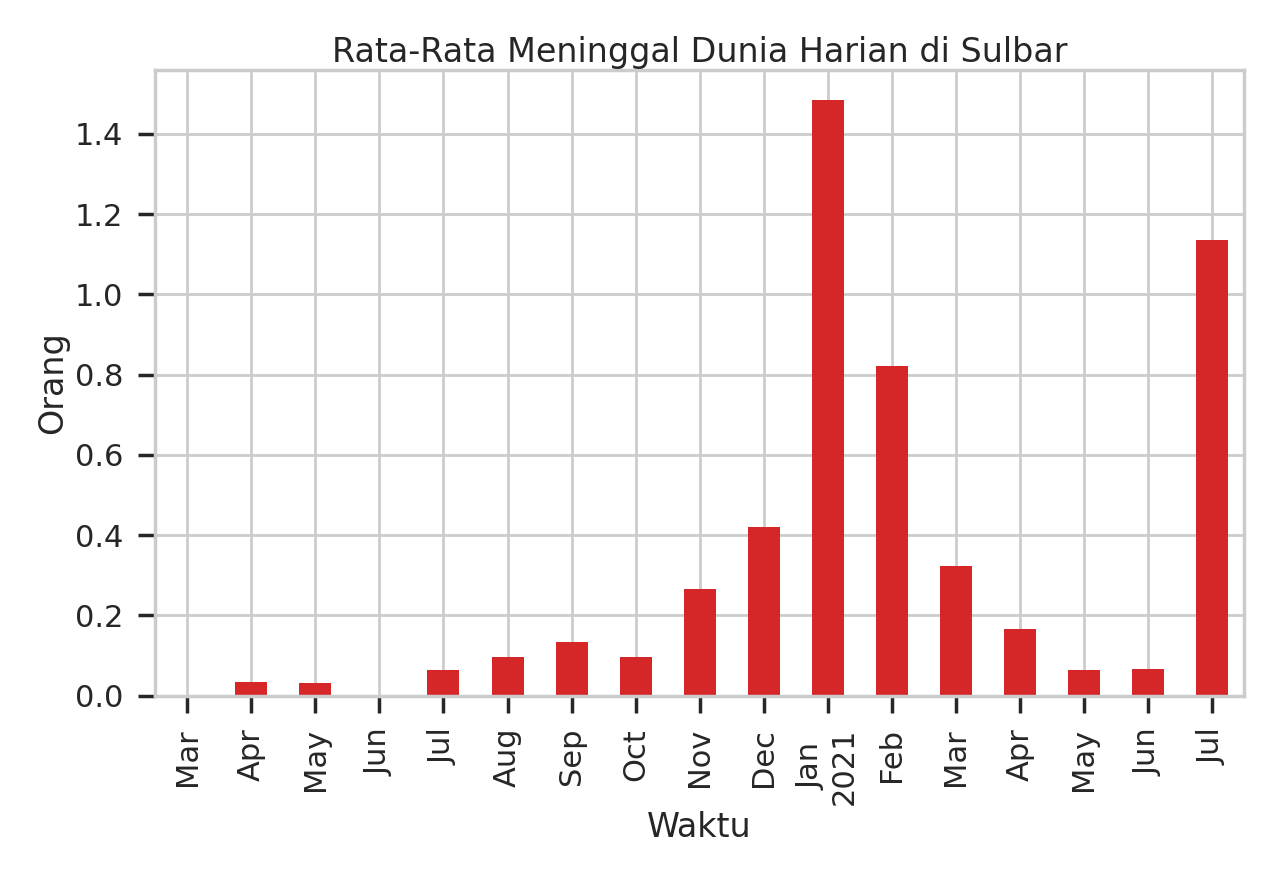 Rata-Rata Meninggal Dunia Harian di Sulbar
1.4
1.2
1.0
0.8
0.6
0.4
0.2
0.0
Orang
Mar
Apr
May
Jun
Jul
Aug
Sep
Oct
Nov
Dec
Jan
2021
Feb
Mar
Apr
May
Jun
Jul
Waktu